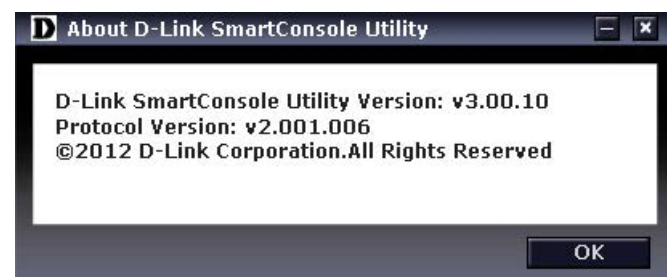 D About D-Link SmartConsole Utility
D-Link SmartConsole Utility Version: v3.00.10
Protocol Version: v2.001.006
©2012 D-Link Corporation.All Rights Reserved
OK